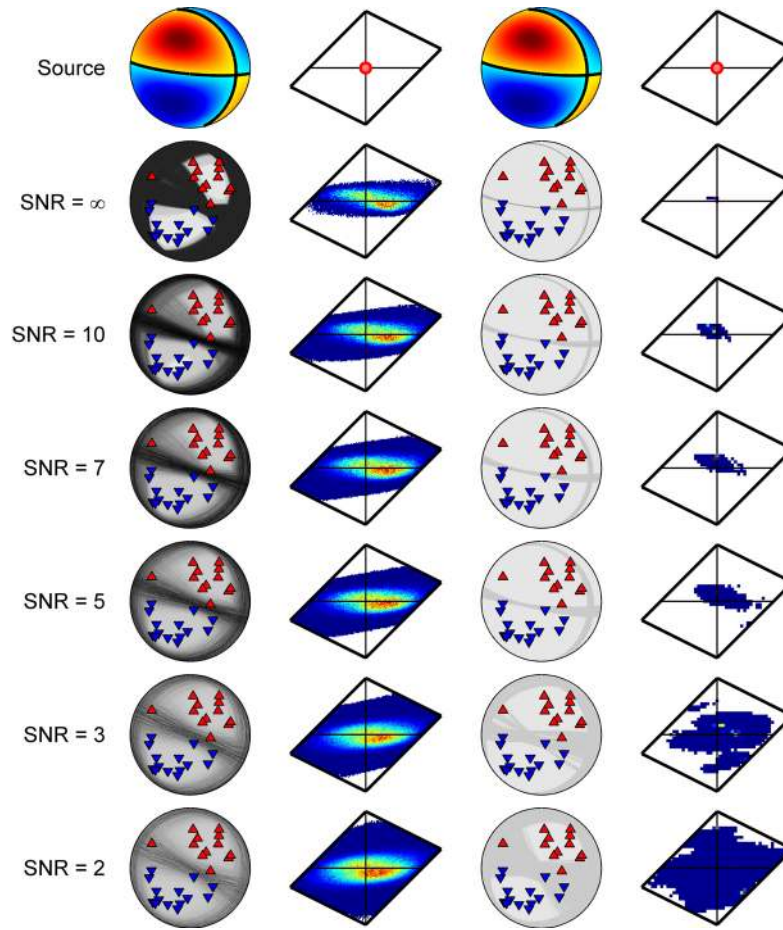 Source
SNR = ∞
SNR = 10
SNR = 7
SNR = 5
SNR = 3
SNR = 2